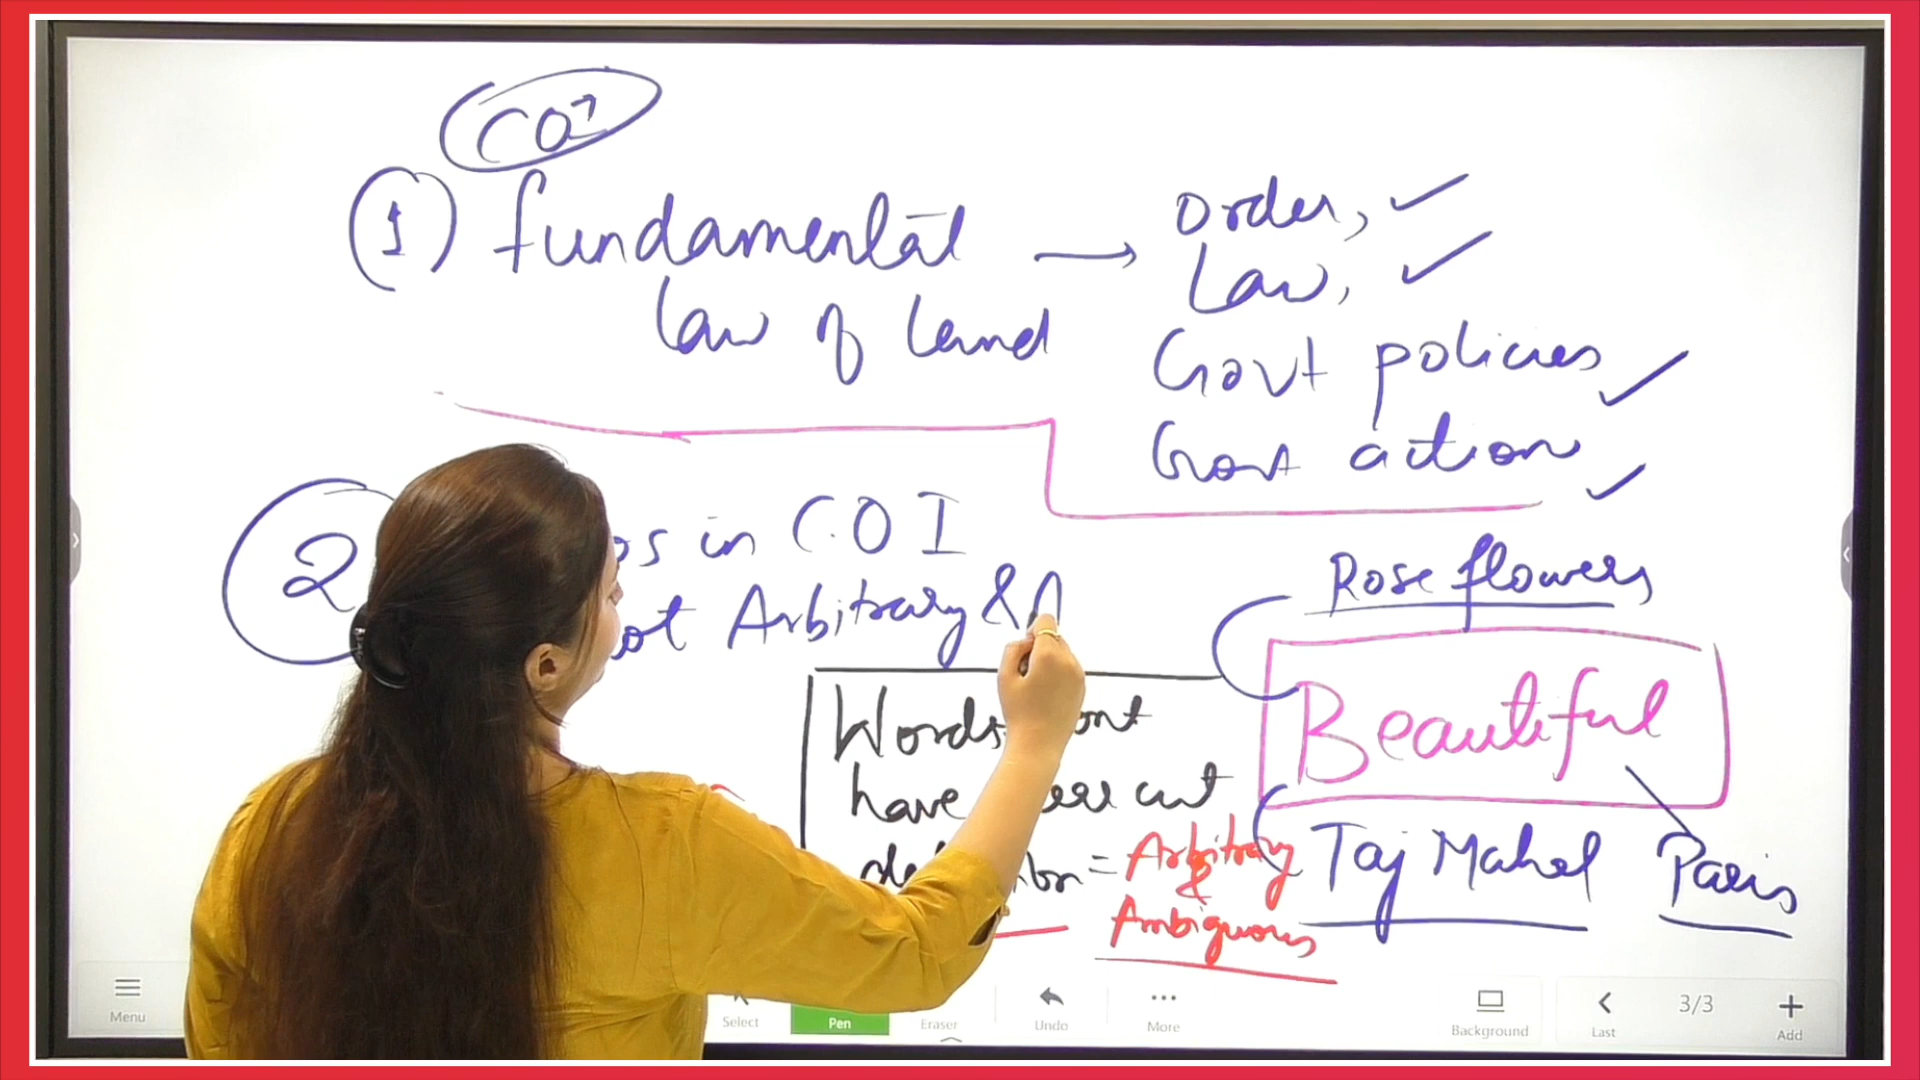 COI
1 fundamental
law of land
→ Order, ✓
Law, ✓
Govt policies ✓
Govt action ✓
2
in C.O I
Arbitrary &
Rose flowers
Beautiful
Taj Mahal
Paris
Words
have cut
= Arbitrary
&
Ambiguous
Menu
Select
Pen
Eraser
Undo
More
Background
Last
3/3
Add